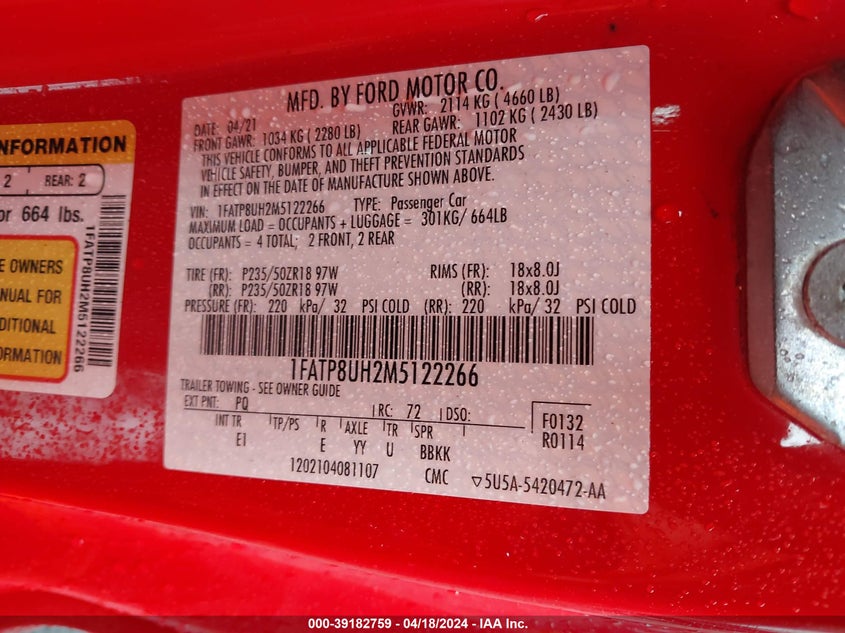 INFORMATION
2 REAR: 2
or 664 lbs.
E OWNERS
ANUAL FOR
DITIONAL
FORMATION
1FATP8UH2M5122266
MFD. BY FORD MOTOR CO.
DATE: 04/21 GVWR: 2114 KG ( 4660 LB)
FRONT GAWR: 1034 KG ( 2280 LB) REAR GAWR: 1102 KG ( 2430 LB)
THIS VEHICLE CONFORMS TO ALL APPLICABLE FEDERAL MOTOR
VEHICLE SAFETY, BUMPER, AND THEFT PREVENTION STANDARDS
IN EFFECT ON THE DATE OF MANUFACTURE SHOWN ABOVE.
VIN: 1FATP8UH2M5122266 TYPE: Passenger Car
MAXIMUM LOAD = OCCUPANTS + LUGGAGE = 301KG/ 664LB
OCCUPANTS = 4 TOTAL; 2 FRONT, 2 REAR
TIRE (FR): P235/50ZR18 97W RIMS (FR): 18x8.0J
(RR): P235/50ZR18 97W (RR): 18x8.0J
PRESSURE (FR): 220 kPa/ 32 PSI COLD (RR): 220 kPa/ 32 PSI COLD
1FATP8UH2M5122266
TRAILER TOWING - SEE OWNER GUIDE
EXT PNT: PQ RC: 72 DSO: F0132
INT TR TP/PS R AXLE TR SPR R0114
E1 E YY U BBKK
1202104081107 CMC ▽5U5A-5420472-AA
000-39182759 - 04/18/2024 - IAA Inc.